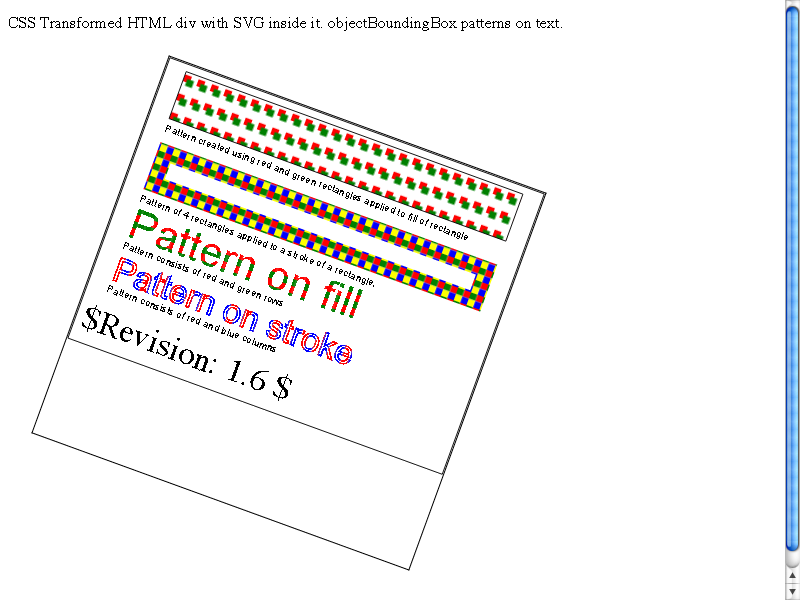 CSS Transformed HTML div with SVG inside it. objectBoundingBox patterns on text.
Pattern created using red and green rectangles applied to fill of rectangle
Pattern of 4 rectangles applied to a stroke of a rectangle.
Pattern on fill
Pattern consists of red and green rows
Pattern on stroke
Pattern consists of red and blue columns
$Revision: 1.6 $